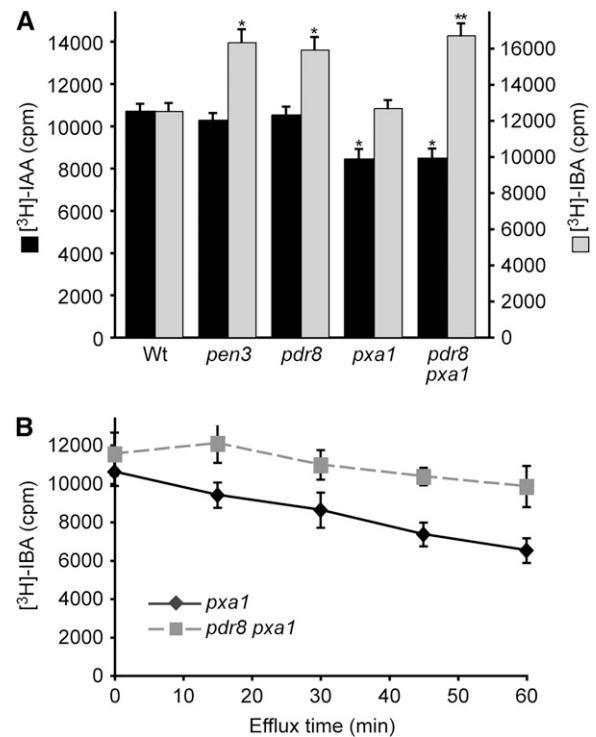 A
[³H]-IAA (cpm)
14000
12000
10000
8000
6000
4000
2000
0
* * * * **
16000
14000
12000
10000
8000
6000
4000
2000
0
[³H]-IBA (cpm)
Wt pen3 pdr8 pxa1 pdr8
pxa1
B
[³H]-IBA (cpm)
12000
10000
8000
6000
4000
2000
0
pxa1
pdr8 pxa1
0 10 20 30 40 50 60
Efflux time (min)